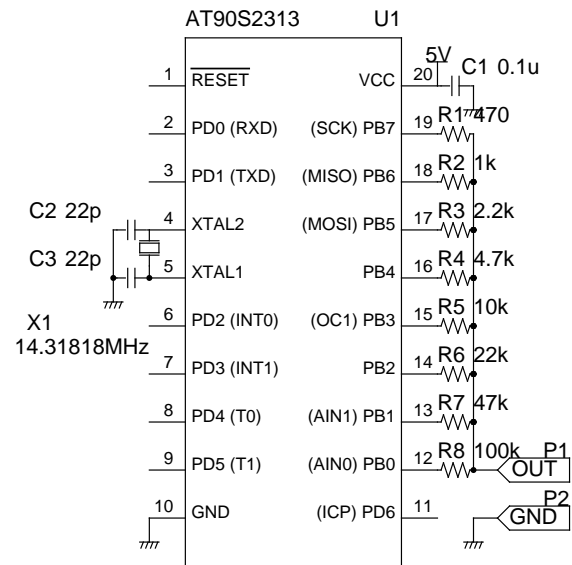 AT90S2313 U1
5V
C1 0.1u
1 RESET VCC 20
R1 470
2 PD0 (RXD) (SCK) PB7 19
R2 1k
3 PD1 (TXD) (MISO) PB6 18
R3 2.2k
C2 22p
4 XTAL2 (MOSI) PB5 17
R4 4.7k
C3 22p
5 XTAL1 PB4 16
R5 10k
X1
14.31818MHz
6 PD2 (INT0) (OC1) PB3 15
R6 22k
7 PD3 (INT1) PB2 14
R7 47k
8 PD4 (T0) (AIN1) PB1 13
R8 100k
P1
9 PD5 (T1) (AIN0) PB0 12
OUT
P2
10 GND (ICP) PD6 11
GND